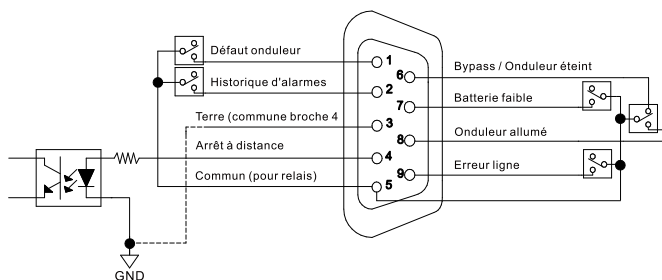 Défaut onduleur
Historique d'alarmes
Terre (commune broche 4
Arrêt à distance
Commun (pour relais)
1
2
3
4
5
6
7
8
9
Bypass / Onduleur éteint
Batterie faible
Onduleur allumé
Erreur ligne
GND